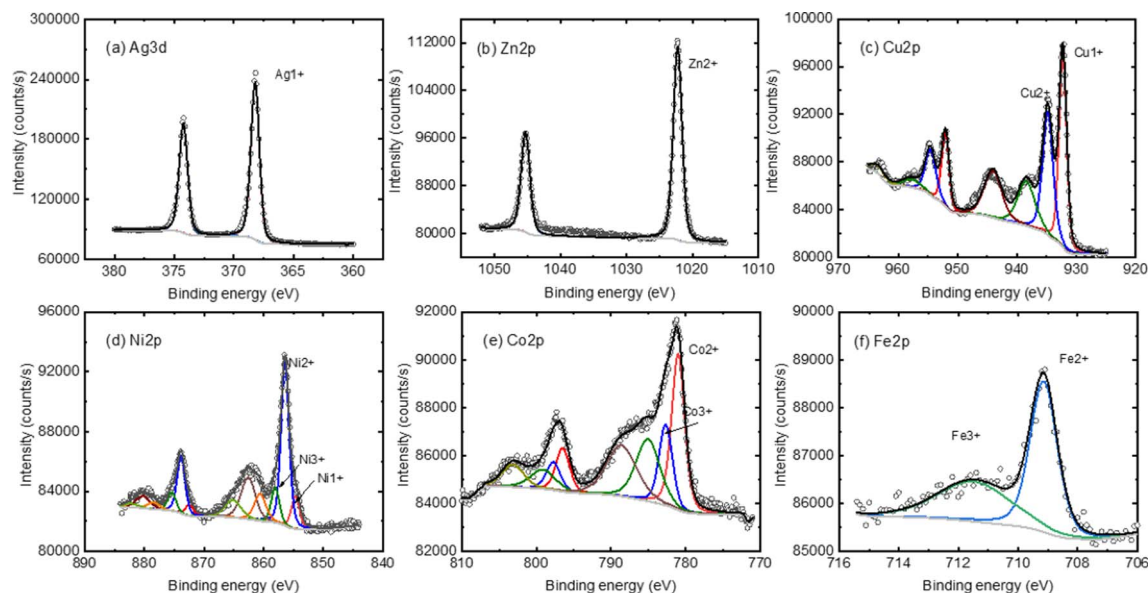 (a) Ag3d
Ag1+
Intensity (counts/s)
300000
240000
180000
120000
60000
380
375
370
365
360
Binding energy (eV)
(b) Zn2p
Zn2+
Intensity (counts/s)
112000
104000
96000
88000
80000
1050
1040
1030
1020
1010
Binding energy (eV)
(c) Cu2p
Cu1+
Cu2+
Intensity (counts/s)
100000
96000
92000
88000
84000
80000
970
960
950
940
930
920
Binding energy (eV)
(d) Ni2p
Ni2+
Ni3+
Ni1+
Intensity (counts/s)
96000
92000
88000
84000
80000
890
880
870
860
850
840
Binding energy (eV)
(e) Co2p
Co2+
Co3+
Intensity (counts/s)
92000
90000
88000
86000
84000
82000
810
800
790
780
770
760
Binding energy (eV)
(f) Fe2p
Fe2+
Fe3+
Intensity (counts/s)
89000
88000
87000
86000
85000
716
714
712
710
708
706
Binding energy (eV)